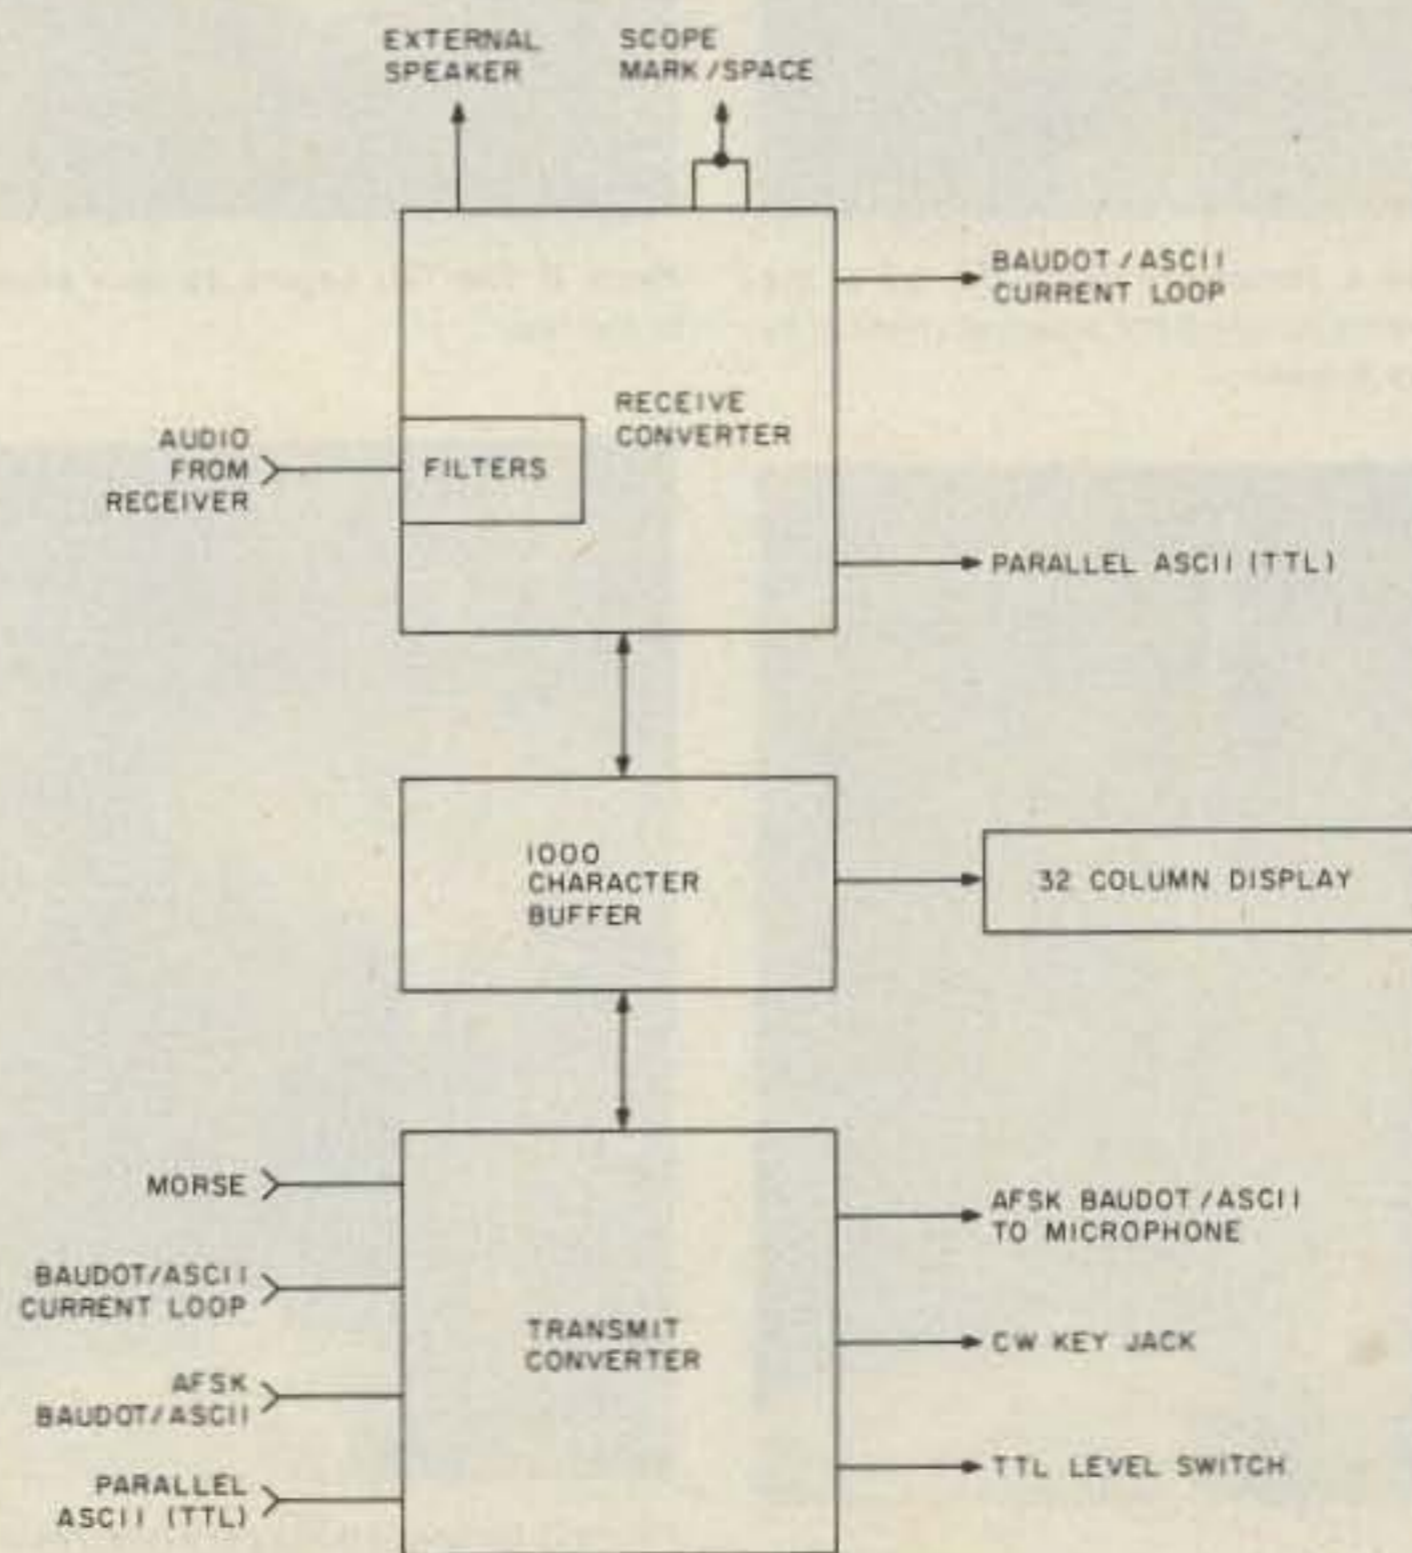 EXTERNAL
SPEAKER
SCOPE
MARK/SPACE
BAUDOT/ASCII
CURRENT LOOP
RECEIVE
CONVERTER
AUDIO
FROM
RECEIVER
FILTERS
PARALLEL ASCII (TTL)
1000
CHARACTER
BUFFER
32 COLUMN DISPLAY
MORSE
BAUDOT/ASCII
CURRENT LOOP
AFSK
BAUDOT/ASCII
PARALLEL
ASCII (TTL)
TRANSMIT
CONVERTER
AFSK BAUDOT/ASCII
TO MICROPHONE
CW KEY JACK
TTL LEVEL SWITCH